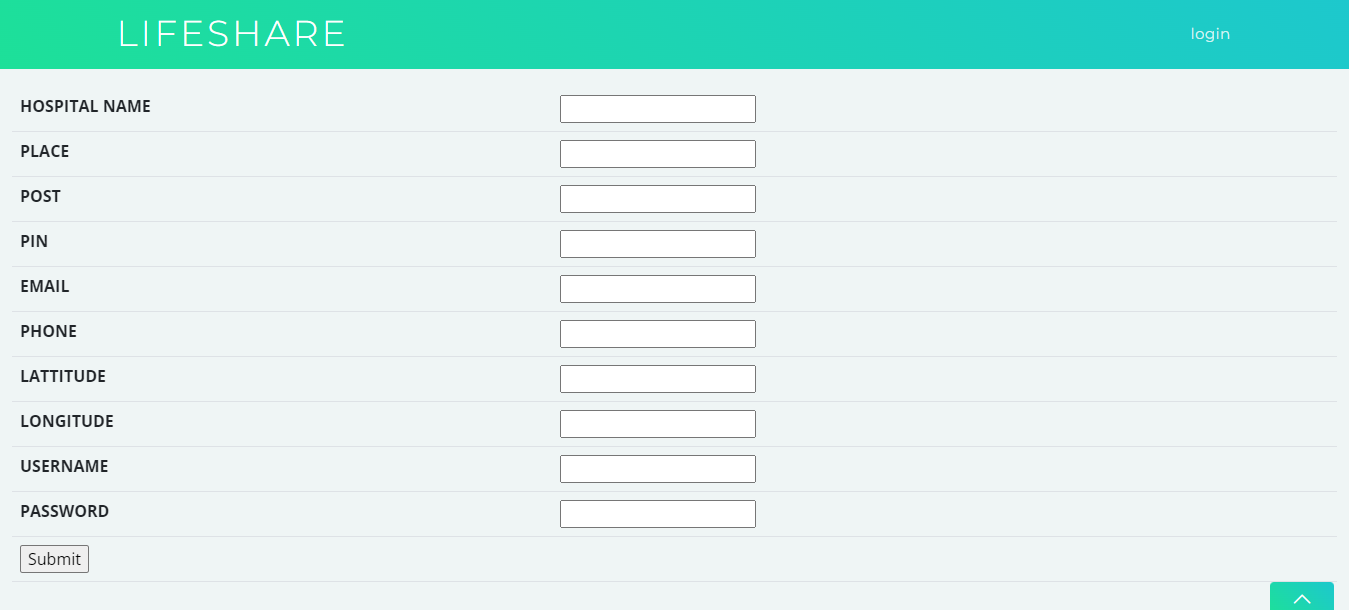 LIFESHARE
login
HOSPITAL NAME
PLACE
POST
PIN
EMAIL
PHONE
LATTITUDE
LONGITUDE
USERNAME
PASSWORD
Submit